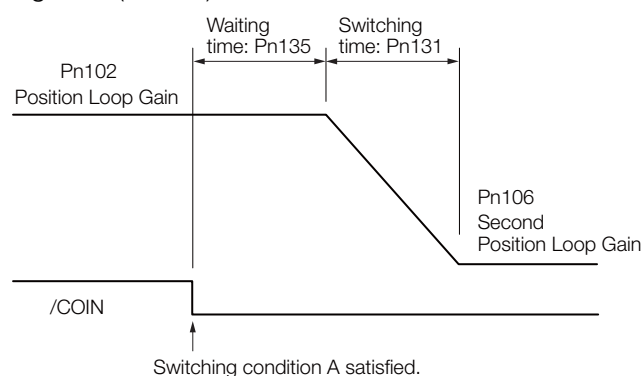 Waiting
time: Pn135
Switching
time: Pn131
Pn102
Position Loop Gain
Pn106
Second
Position Loop Gain
/COIN
Switching condition A satisfied.